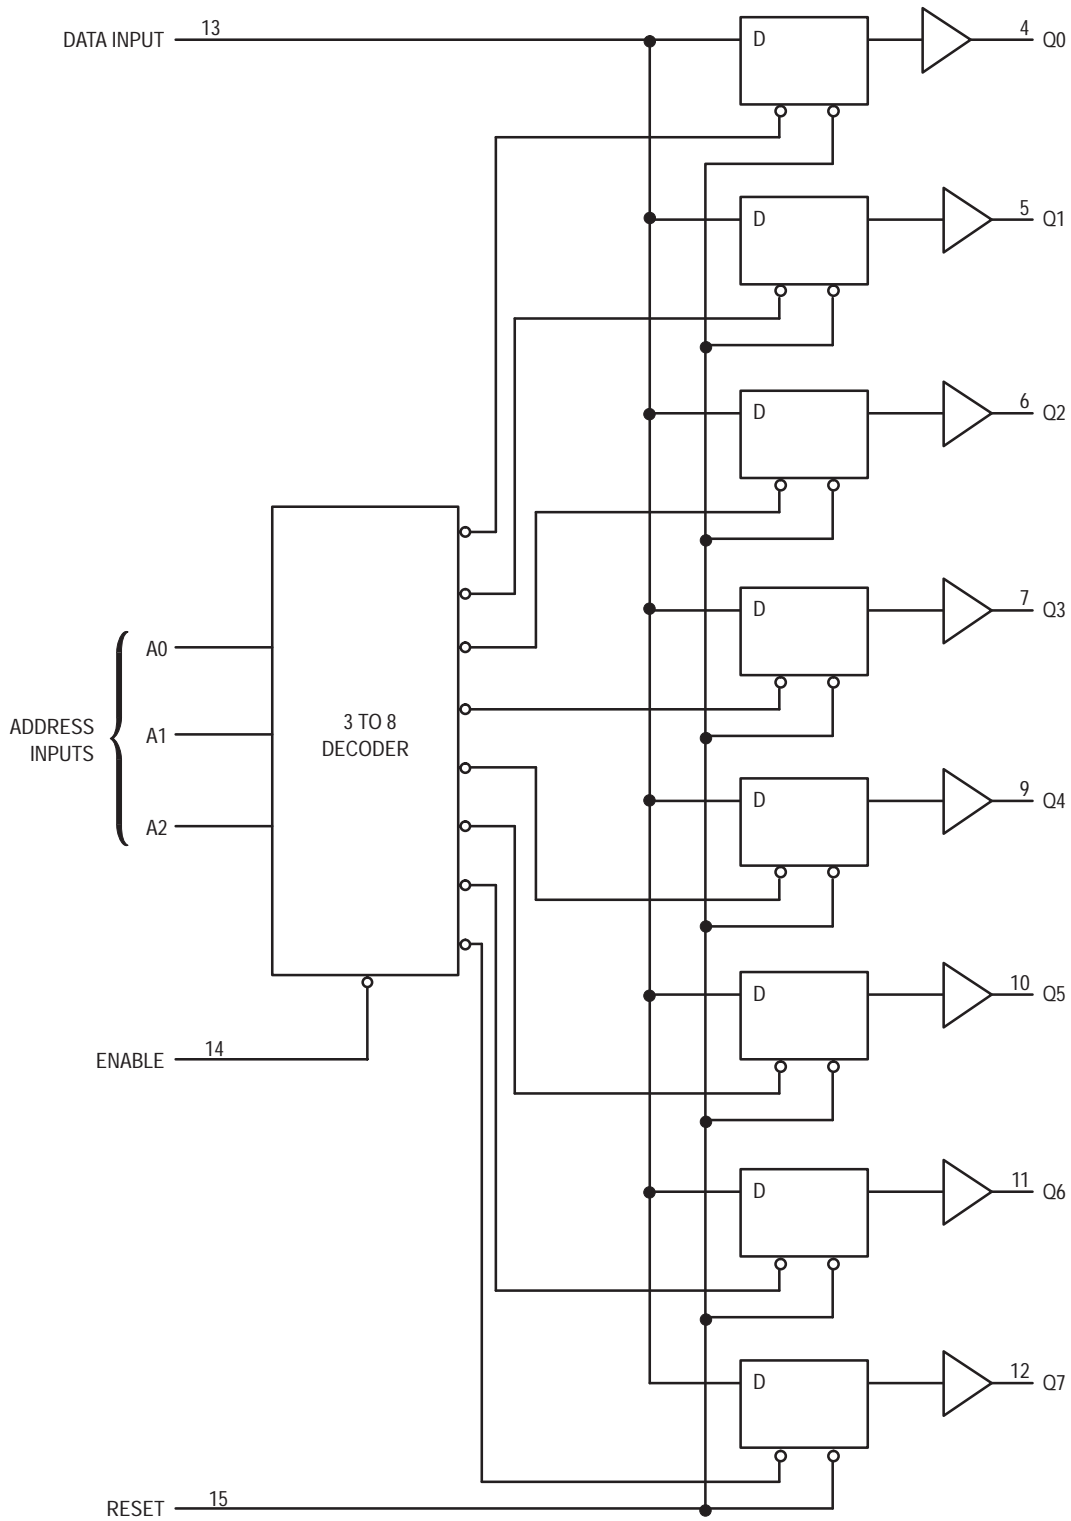 DATA INPUT 13
D
4 Q0
D
5 Q1
D
6 Q2
D
7 Q3
A0
ADDRESS
INPUTS
A1
A2
3 TO 8
DECODER
D
9 Q4
D
10 Q5
ENABLE 14
D
11 Q6
D
12 Q7
RESET 15